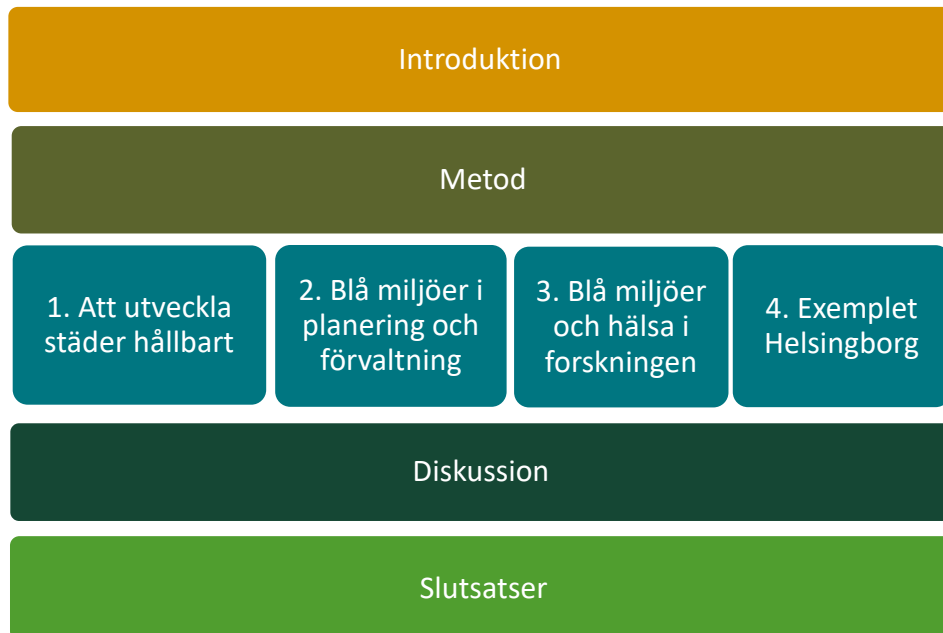 Introduktion
Metod
1. Att utveckla
städer hållbart
2. Blå miljöer i
planering och
förvaltning
3. Blå miljöer
och hälsa i
forskningen
4. Exemplet
Helsingborg
Diskussion
Slutsatser